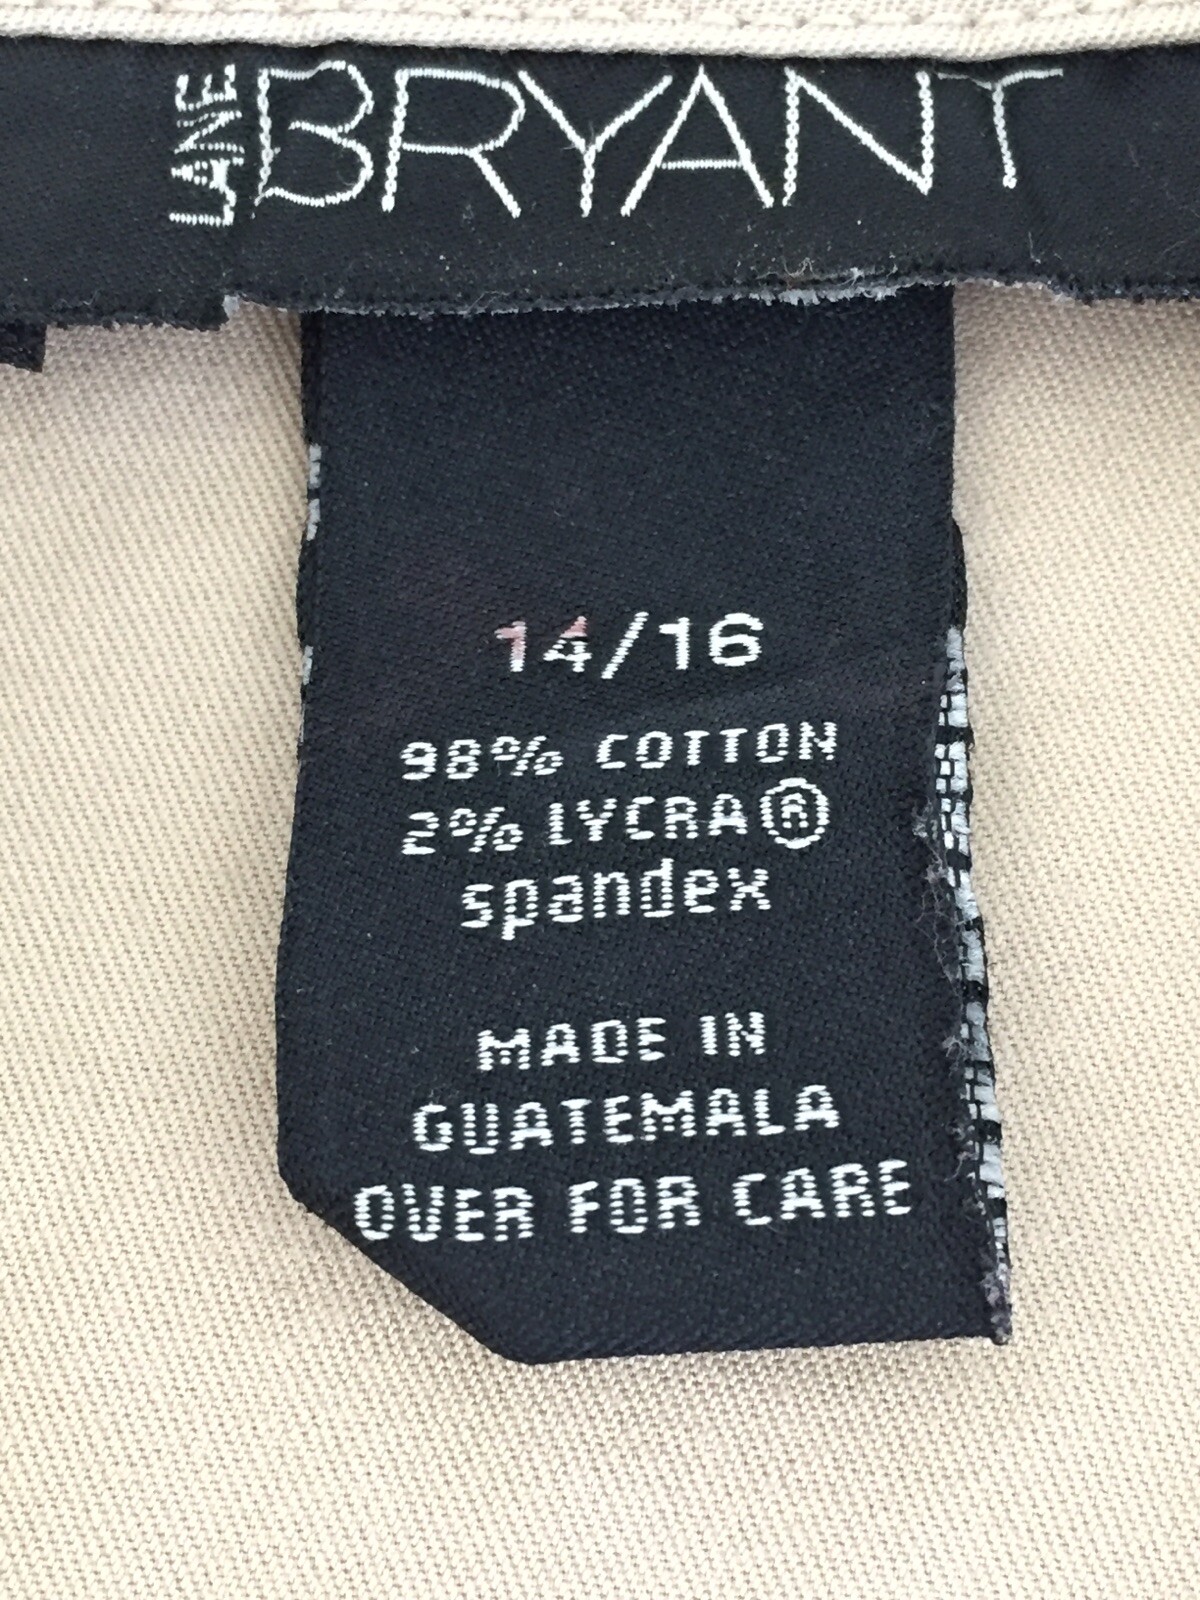 LANE BRYANT
14/16
98% COTTON
2% LYCRA®
spandex
MADE IN
GUATEMALA
OVER FOR CARE